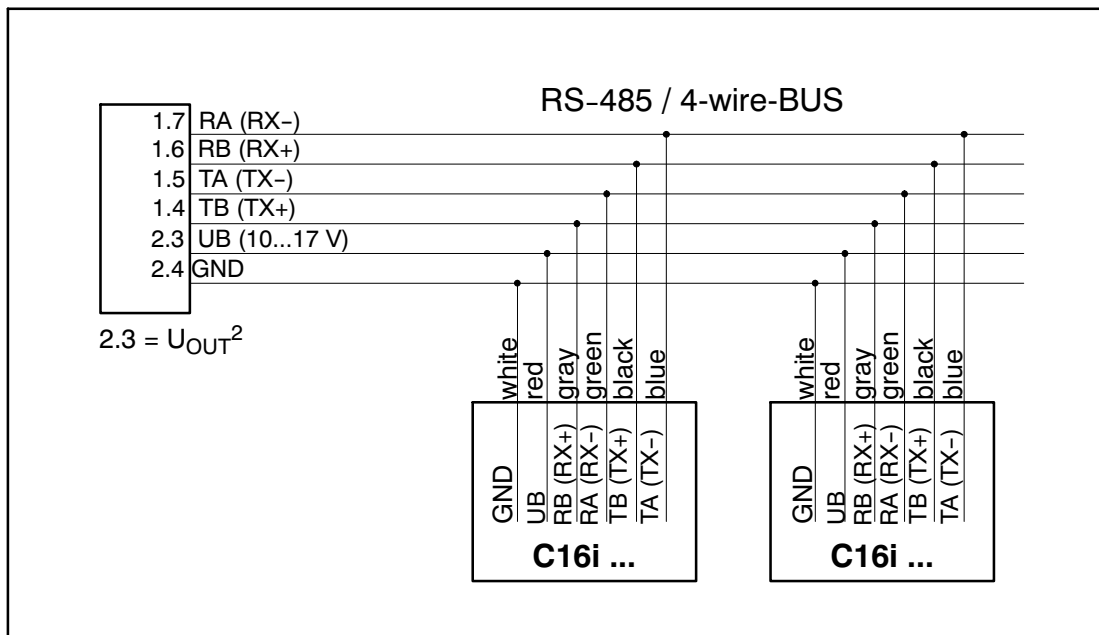 RS-485 / 4-wire-BUS
1.7 RA (RX-)
1.6 RB (RX+)
1.5 TA (TX-)
1.4 TB (TX+)
2.3 UB (10...17 V)
2.4 GND
2.3 = UOUT2
white
red
gray
green
black
blue
GND
UB
RB (RX+)
RA (RX-)
TB (TX+)
TA (TX-)
C16i ...
white
red
gray
green
black
blue
GND
UB
RB (RX+)
RA (RX-)
TB (TX+)
TA (TX-)
C16i ...